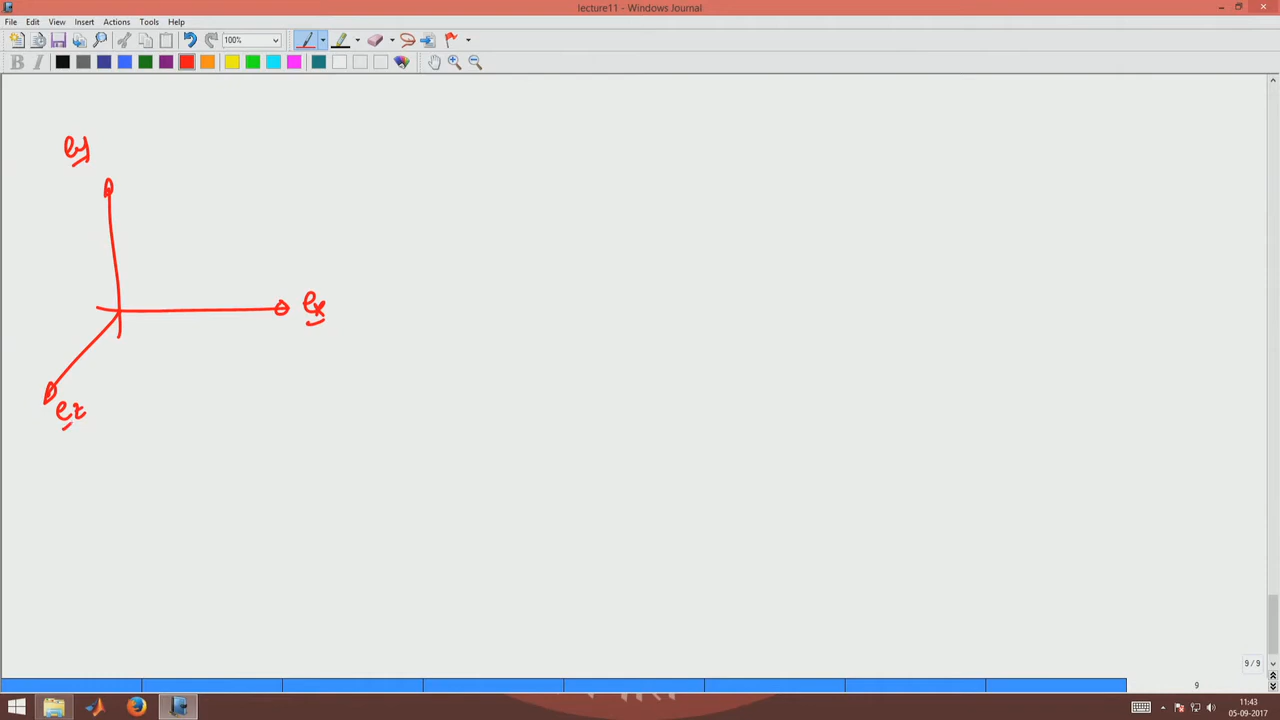 lecture11 - Windows Journal
File Edit View Insert Actions Tools Help
100%
B I
ey
ex
ez
9 / 9
9
11:43
05-09-2017